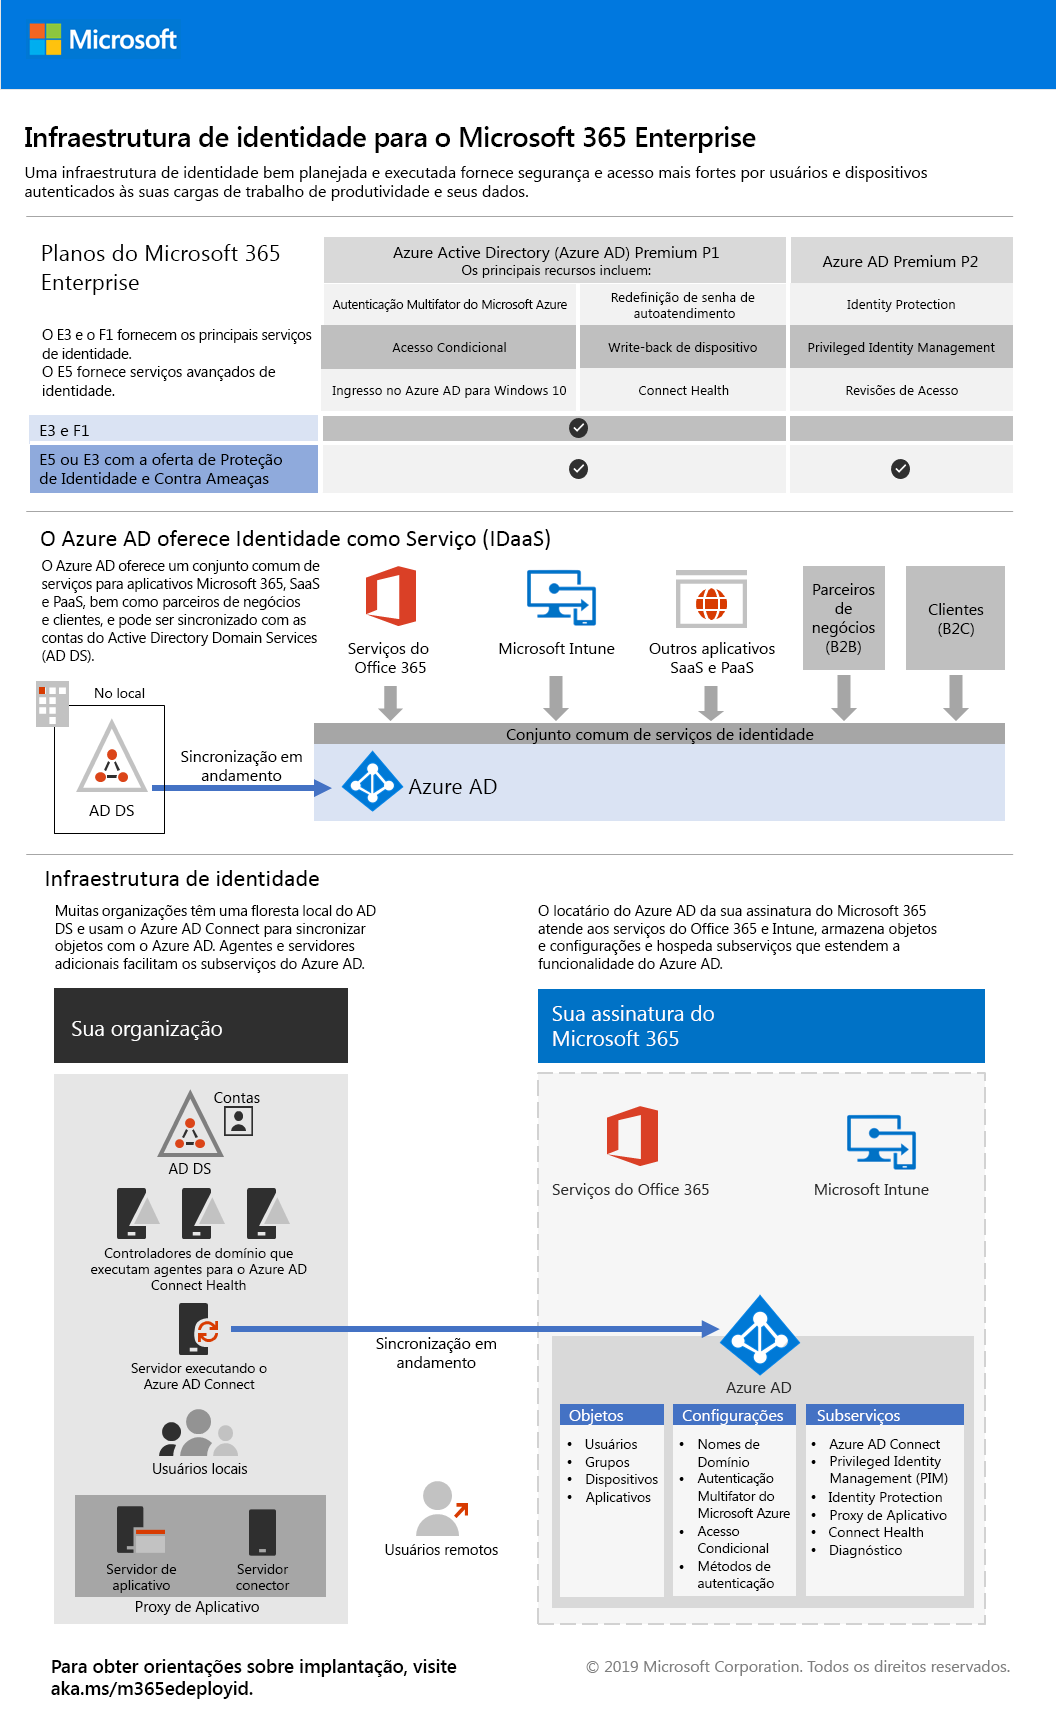 Microsoft
Infraestrutura de identidade para o Microsoft 365 Enterprise
Uma infraestrutura de identidade bem planejada e executada fornece segurança e acesso mais fortes por usuários e dispositivos
autenticados às suas cargas de trabalho de produtividade e seus dados.
Planos do Microsoft 365
Enterprise
O E3 e o F1 fornecem os principais serviços
de identidade.
O E5 fornece serviços avançados de
identidade.
Azure Active Directory (Azure AD) Premium P1
Os principais recursos incluem:
Azure AD Premium P2
Autenticação Multifator do Microsoft Azure
Redefinição de senha de
autoatendimento
Identity Protection
Acesso Condicional
Write-back de dispositivo
Privileged Identity Management
Ingresso no Azure AD para Windows 10
Connect Health
Revisões de Acesso
E3 e F1
E5 ou E3 com a oferta de Proteção
de Identidade e Contra Ameaças
O Azure AD oferece Identidade como Serviço (IDaaS)
O Azure AD oferece um conjunto comum de
serviços para aplicativos Microsoft 365, SaaS
e PaaS, bem como parceiros de negócios
e clientes, e pode ser sincronizado com as
contas do Active Directory Domain Services
(AD DS).
Serviços do
Office 365
Microsoft Intune
Outros aplicativos
SaaS e PaaS
Parceiros
de
negócios
(B2B)
Clientes
(B2C)
No local
AD DS
Sincronização em
andamento
Conjunto comum de serviços de identidade
Azure AD
Infraestrutura de identidade
Muitas organizações têm uma floresta local do AD
DS e usam o Azure AD Connect para sincronizar
objetos com o Azure AD. Agentes e servidores
adicionais facilitam os subserviços do Azure AD.
O locatário do Azure AD da sua assinatura do Microsoft 365
atende aos serviços do Office 365 e Intune, armazena objetos
e configurações e hospeda subserviços que estendem a
funcionalidade do Azure AD.
Sua organização
Sua assinatura do
Microsoft 365
Contas
AD DS
Controladores de domínio que
executam agentes para o Azure AD
Connect Health
Servidor executando o
Azure AD Connect
Usuários locais
Servidor de
aplicativo
Servidor
conector
Proxy de Aplicativo
Sincronização em
andamento
Usuários remotos
Serviços do Office 365
Microsoft Intune
Azure AD
Objetos
• Usuários
• Grupos
• Dispositivos
• Aplicativos
Configurações
• Nomes de
Domínio
• Autenticação
Multifator do
Microsoft Azure
• Acesso
Condicional
• Métodos de
autenticação
Subserviços
• Azure AD Connect
• Privileged Identity
Management (PIM)
• Identity Protection
• Proxy de Aplicativo
• Connect Health
• Diagnóstico
Para obter orientações sobre implantação, visite
aka.ms/m365edeployid.
© 2019 Microsoft Corporation. Todos os direitos reservados.